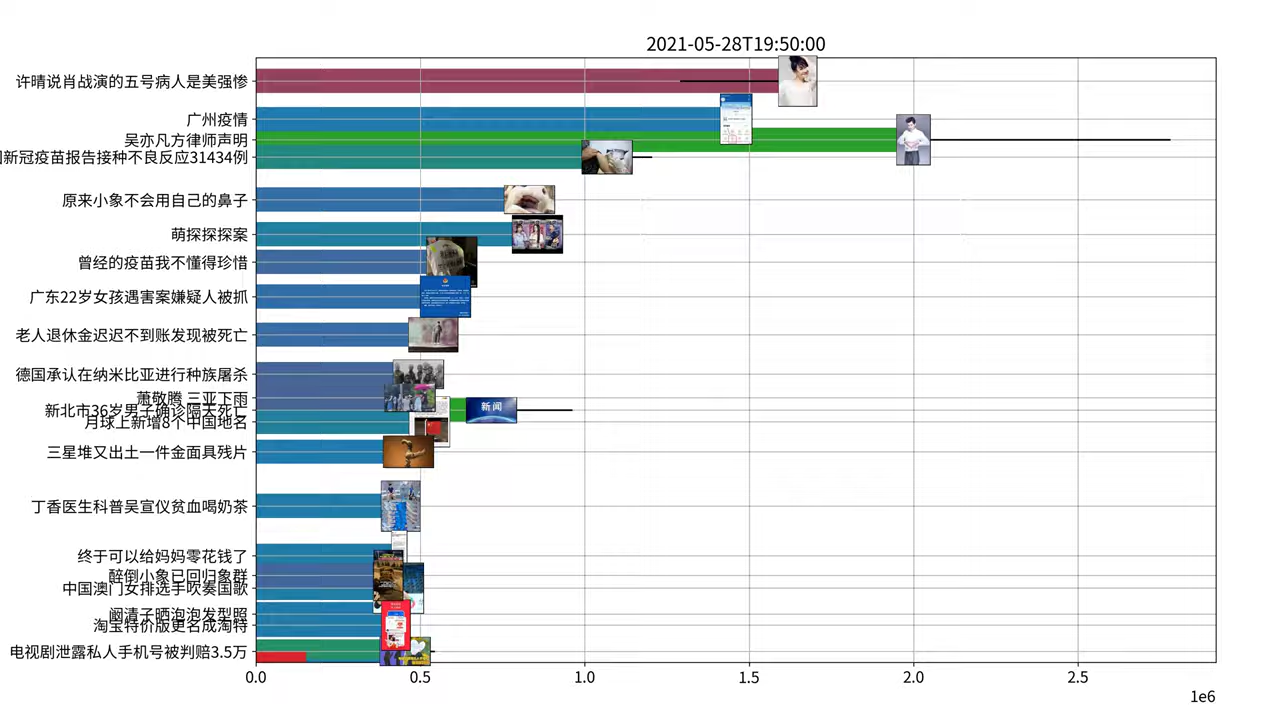 2021-05-28T19:50:00
许晴说肖战演的五号病人是美强惨
广州疫情
吴亦凡方律师声明
新冠疫苗报告接种不良反应31434例
原来小象不会用自己的鼻子
萌探探探案
曾经的疫苗我不懂得珍惜
广东22岁女孩遇害案嫌疑人被抓
老人退休金迟迟不到账发现被死亡
德国承认在纳米比亚进行种族屠杀
萧敬腾 三亚下雨
新北市36岁男子确诊隔天死亡
月球上新增8个中国地名
三星堆又出土一件金面具残片
丁香医生科普吴宣仪贫血喝奶茶
终于可以给妈妈零花钱了
醉倒小象已回归象群
中国澳门女排选手吹奏国歌
阚清子晒泡泡发型照
淘宝特价版更名成淘特
电视剧泄露私人手机号被判赔3.5万
新闻
0.0 0.5 1.0 1.5 2.0 2.5
1e6